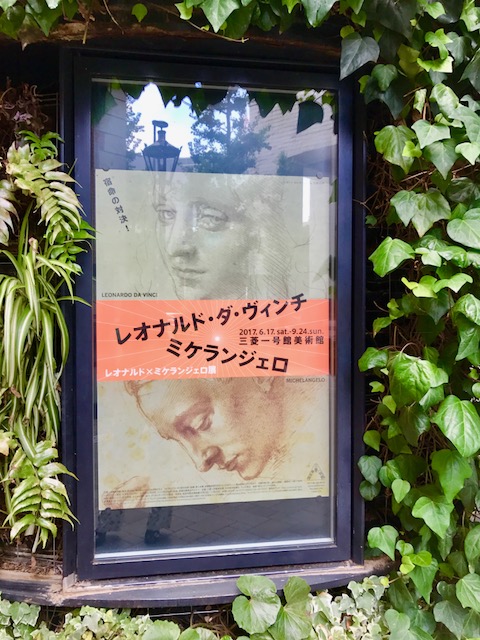 宿命の対決！
LEONARDO DA VINCI
レオナルド・ダ・ヴィンチ
2017. 6.17. sat.-9.24.sun.
三菱一号館美術館
ミケランジェロ
レオナルド×ミケランジェロ展
MICHELANGELO